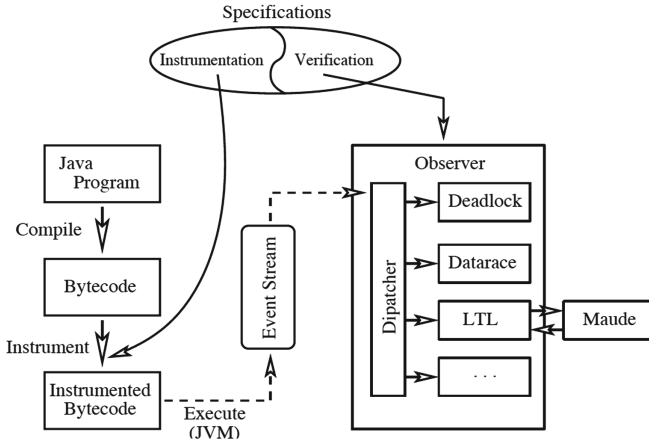 Specifications
Instrumentation
Verification
Java
Program
Compile
Bytecode
Instrument
Instrumented
Bytecode
Execute
(JVM)
Event Stream
Observer
Dipatcher
Deadlock
Datarace
LTL
. . .
Maude